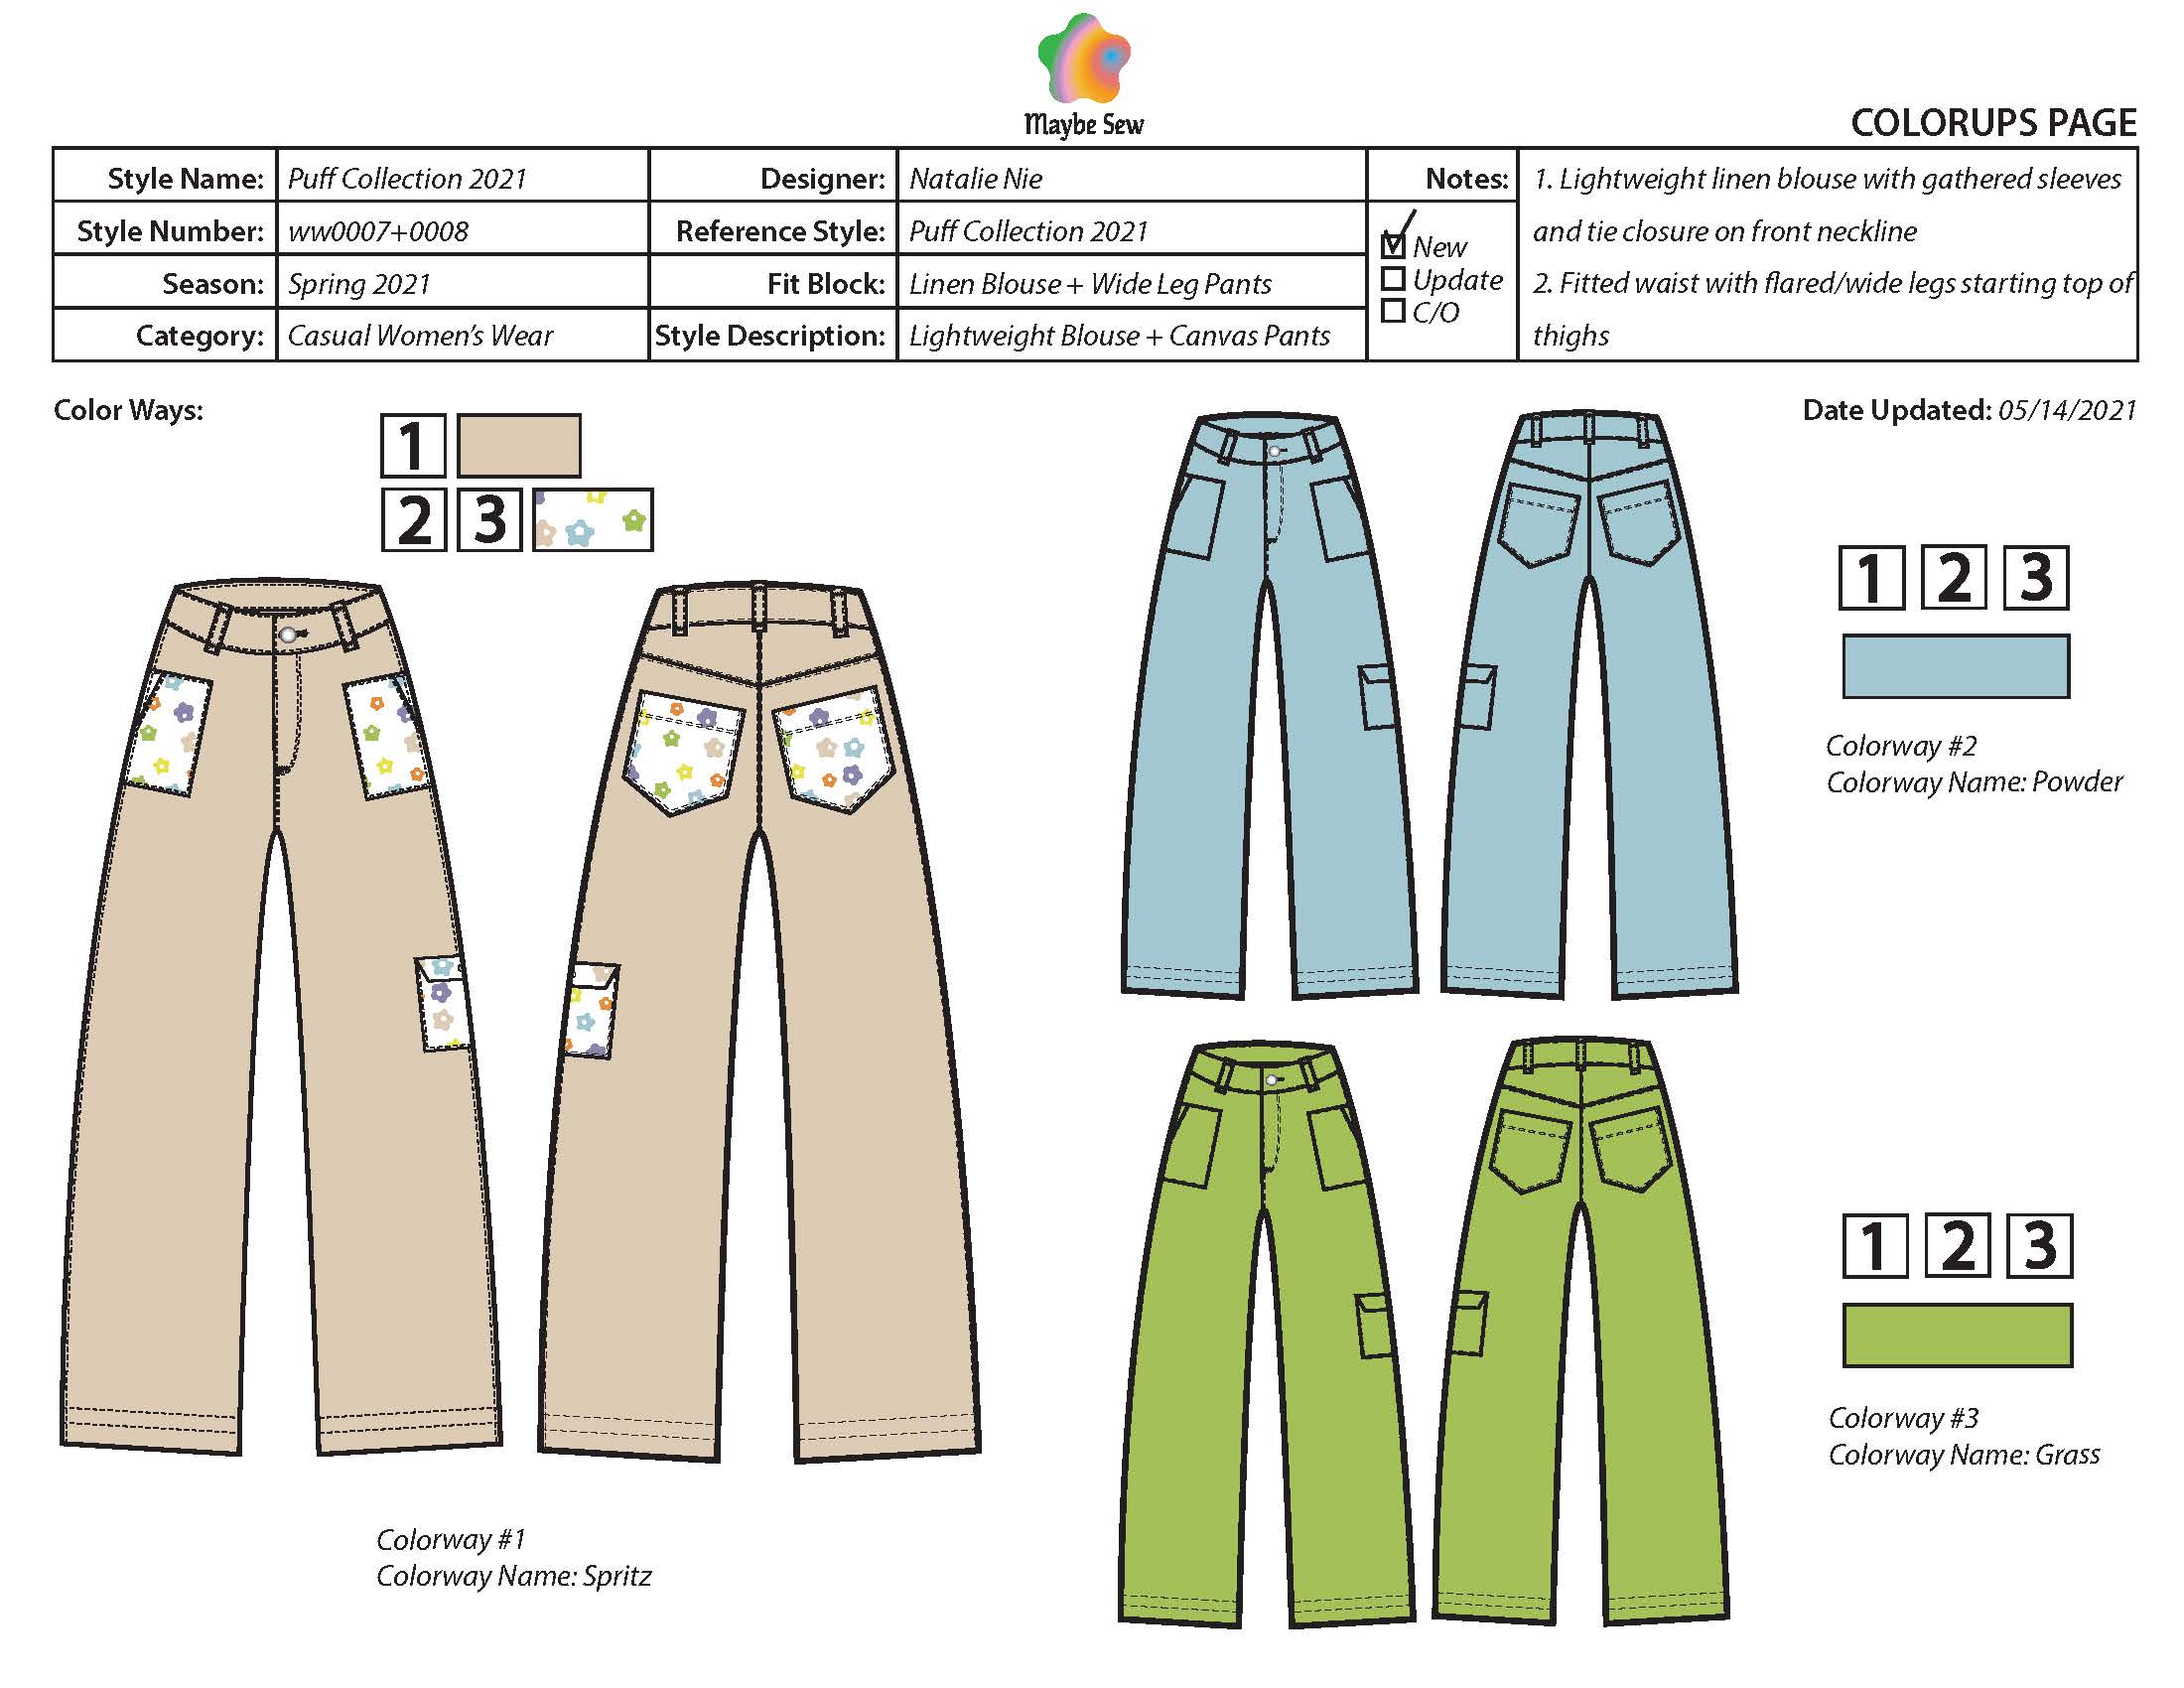 Maybe Sew
COLORUPS PAGE
Style Name: Puff Collection 2021 Designer: Natalie Nie Notes: 1. Lightweight linen blouse with gathered sleeves
Style Number: ww0007+0008 Reference Style: Puff Collection 2021 New and tie closure on front neckline
Season: Spring 2021 Fit Block: Linen Blouse + Wide Leg Pants Update 2. Fitted waist with flared/wide legs starting top of
Category: Casual Women's Wear Style Description: Lightweight Blouse + Canvas Pants C/O thighs
Color Ways:
Date Updated: 05/14/2021
1
2 3
1 2 3
Colorway #2
Colorway Name: Powder
1 2 3
Colorway #3
Colorway Name: Grass
Colorway #1
Colorway Name: Spritz